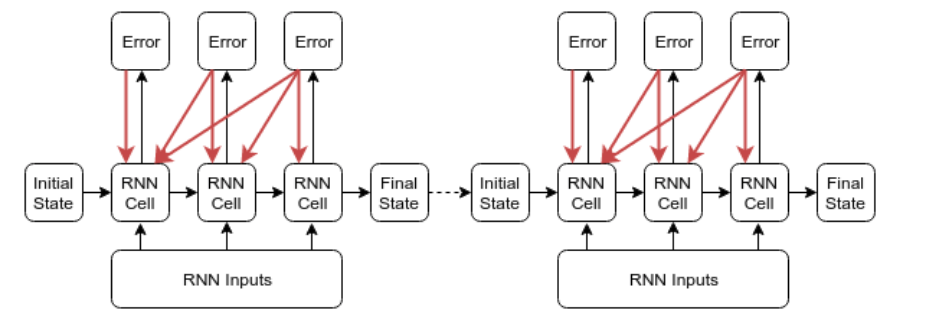 Error
Error
Error
Error
Error
Error
Initial
State
RNN
Cell
RNN
Cell
RNN
Cell
Final
State
Initial
State
RNN
Cell
RNN
Cell
RNN
Cell
Final
State
RNN Inputs
RNN Inputs